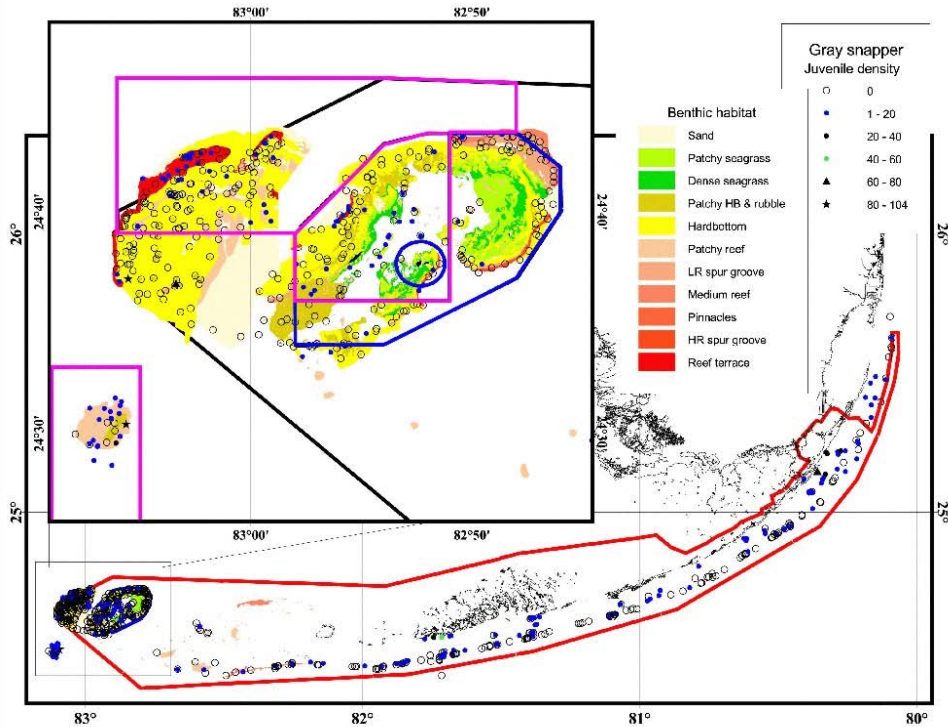 83°00' 82°50'
Gray snapper
Juvenile density
0
1 - 20
20 - 40
40 - 60
60 - 80
80 - 104
Benthic habitat
Sand
Patchy seagrass
Dense seagrass
Patchy HB & rubble
Hardbottom
Patchy reef
LR spur groove
Medium reef
Pinnacles
HR spur groove
Reef terrace
26° 24°40' 24°40' 26°
24°30' 24°30'
25° 25°
83°00' 82°50'
83° 82° 81° 80°